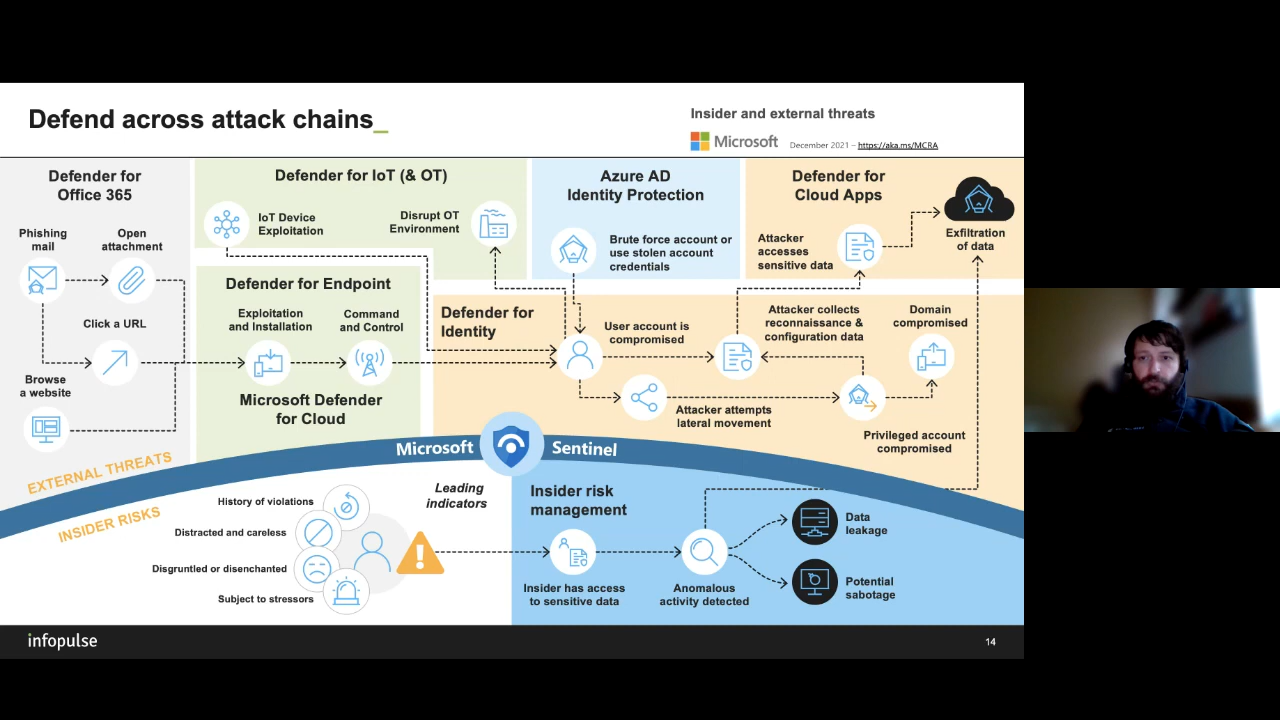 Defend across attack chains_
Insider and external threats
Microsoft
December 2021 – https://aka.ms/MCRA
Defender for
Office 365
Phishing
mail
Open
attachment
Click a URL
Browse
a website
Defender for IoT (& OT)
IoT Device
Exploitation
Disrupt OT
Environment
Defender for Endpoint
Exploitation
and Installation
Command
and Control
Microsoft Defender
for Cloud
Azure AD
Identity Protection
Brute force account or
use stolen account
credentials
Defender for
Cloud Apps
Attacker
accesses
sensitive data
Exfiltration
of data
Defender for
Identity
User account is
compromised
Attacker collects
reconnaissance &
configuration data
Domain
compromised
Attacker attempts
lateral movement
Privileged account
compromised
Microsoft
Sentinel
EXTERNAL THREATS
INSIDER RISKS
History of violations
Distracted and careless
Disgruntled or disenchanted
Subject to stressors
Leading
indicators
Insider risk
management
Insider has access
to sensitive data
Anomalous
activity detected
Data
leakage
Potential
sabotage
infopulse
14